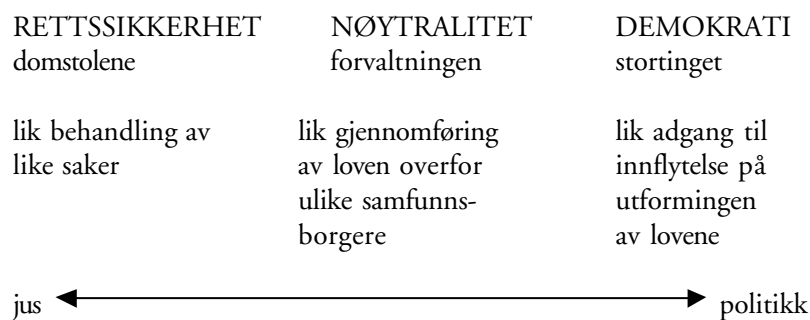 RETTSSIKKERHET NØYTRALITET DEMOKRATI
domstolene forvaltningen stortinget
lik behandling av lik gjennomføring lik adgang til
like saker av loven overfor innflytelse på
ulike samfunns- utformingen
borgere av lovene
jus politikk